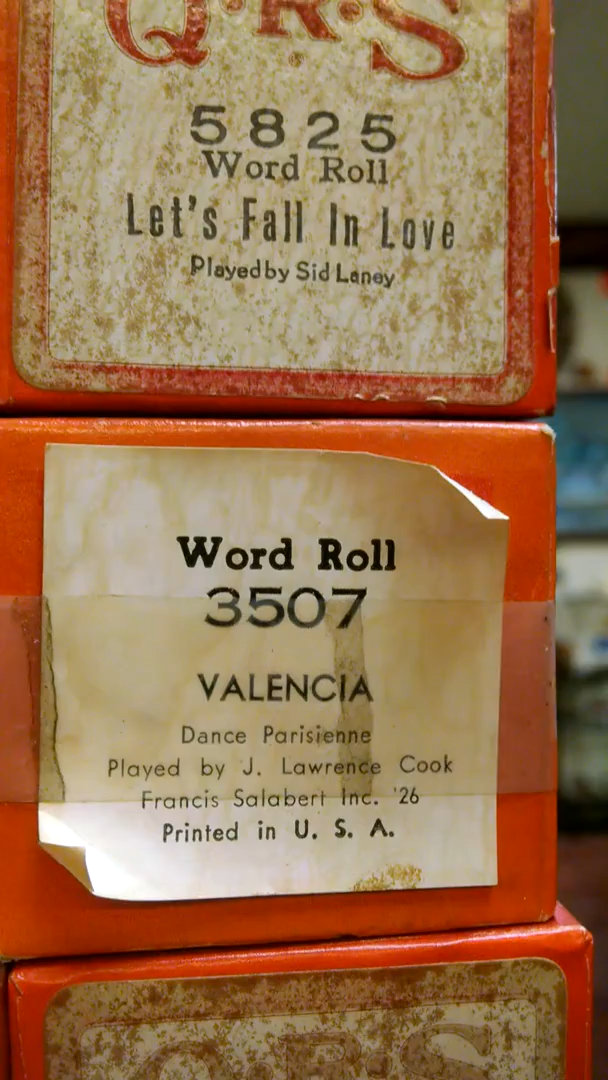 Q·R·S
5825
Word Roll
Let's Fall In Love
Played by Sid Laney
Word Roll
3507
VALENCIA
Dance Parisienne
Played by J. Lawrence Cook
Francis Salabert Inc. '26
Printed in U. S. A.
Q·R·S